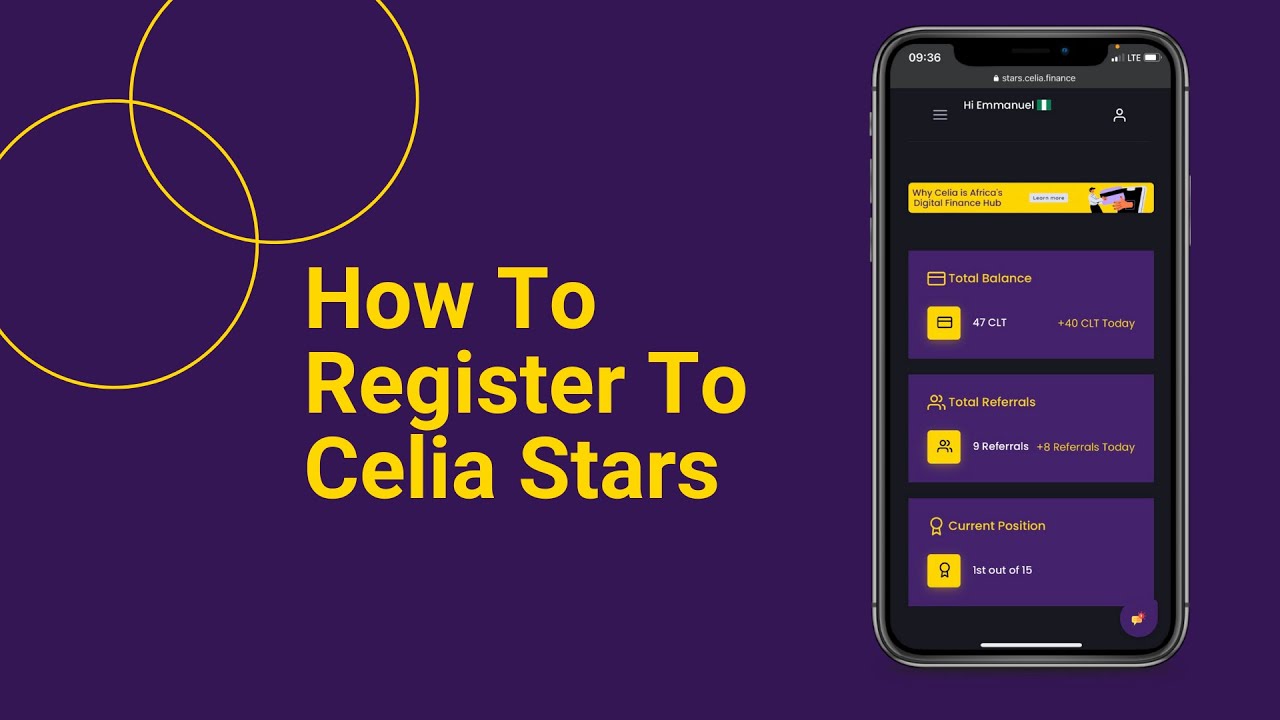 How To
Register To
Celia Stars
09:36
LTE
stars.celia.finance
Hi Emmanuel
Why Celia is Africa's
Digital Finance Hub
Learn more
Total Balance
47 CLT
+40 CLT Today
Total Referrals
9 Referrals
+8 Referrals Today
Current Position
1st out of 15